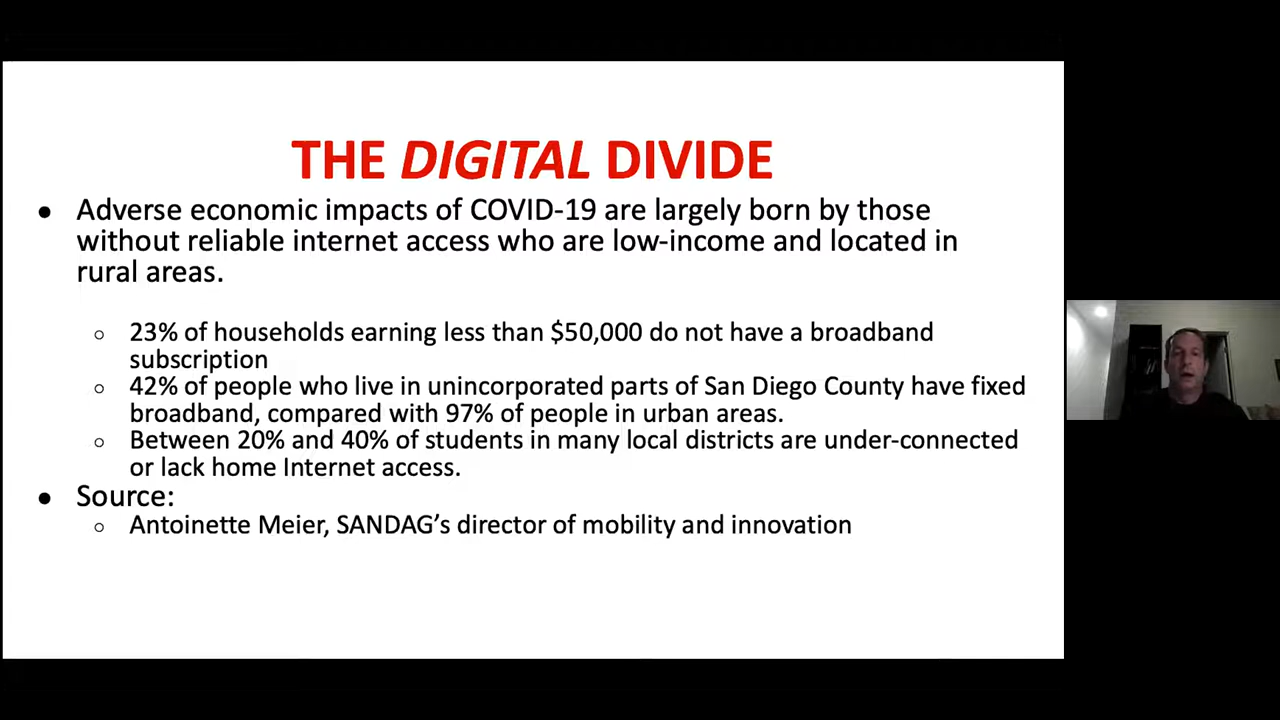 THE DIGITAL DIVIDE
● Adverse economic impacts of COVID-19 are largely born by those
without reliable internet access who are low-income and located in
rural areas.
○ 23% of households earning less than $50,000 do not have a broadband
subscription
○ 42% of people who live in unincorporated parts of San Diego County have fixed
broadband, compared with 97% of people in urban areas.
○ Between 20% and 40% of students in many local districts are under-connected
or lack home Internet access.
● Source:
○ Antoinette Meier, SANDAG’s director of mobility and innovation